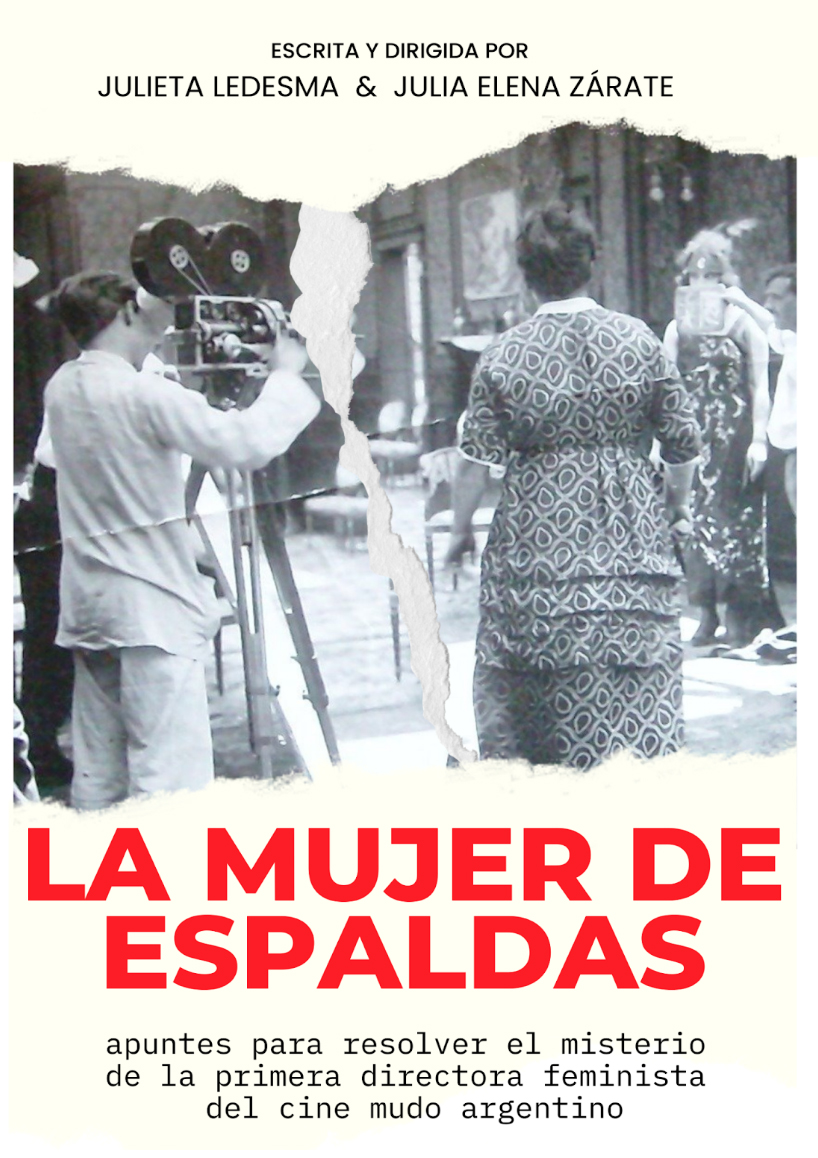 ESCRITA Y DIRIGIDA POR
JULIETA LEDESMA & JULIA ELENA ZÁRATE
LA MUJER DE
ESPALDAS
apuntes para resolver el misterio
de la primera directora feminista
del cine mudo argentino